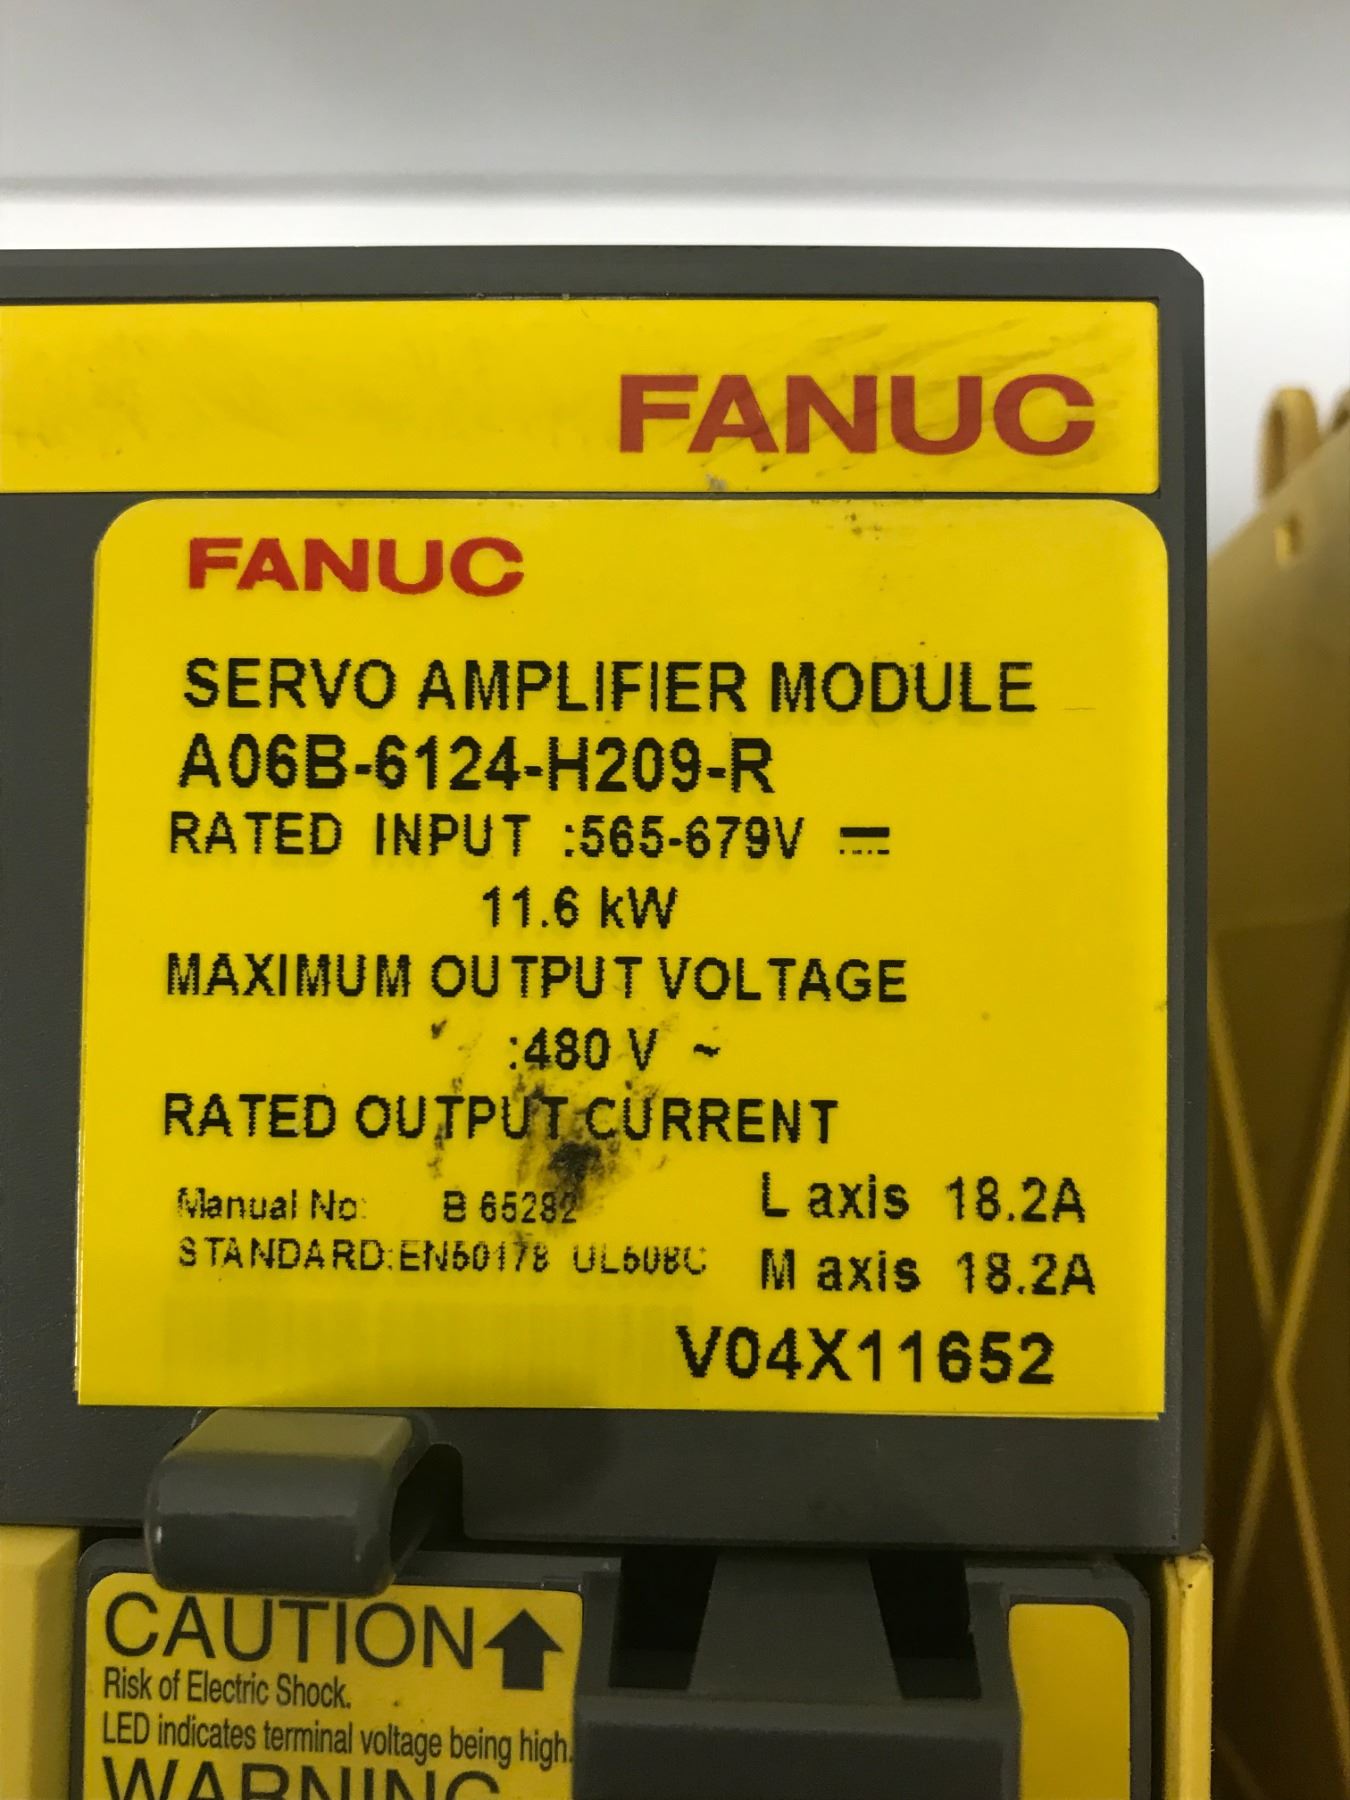 FANUC
FANUC
SERVO AMPLIFIER MODULE
A06B-6124-H209-R
RATED INPUT :565-679V ⎓
11.6 kW
MAXIMUM OUTPUT VOLTAGE
:480 V ~
RATED OUTPUT CURRENT
L axis 18.2A
M axis 18.2A
Manual No: B 65282
STANDARD:EN50178 UL508C
V04X11652
CAUTION
Risk of Electric Shock.
LED indicates terminal voltage being high.
WARNING